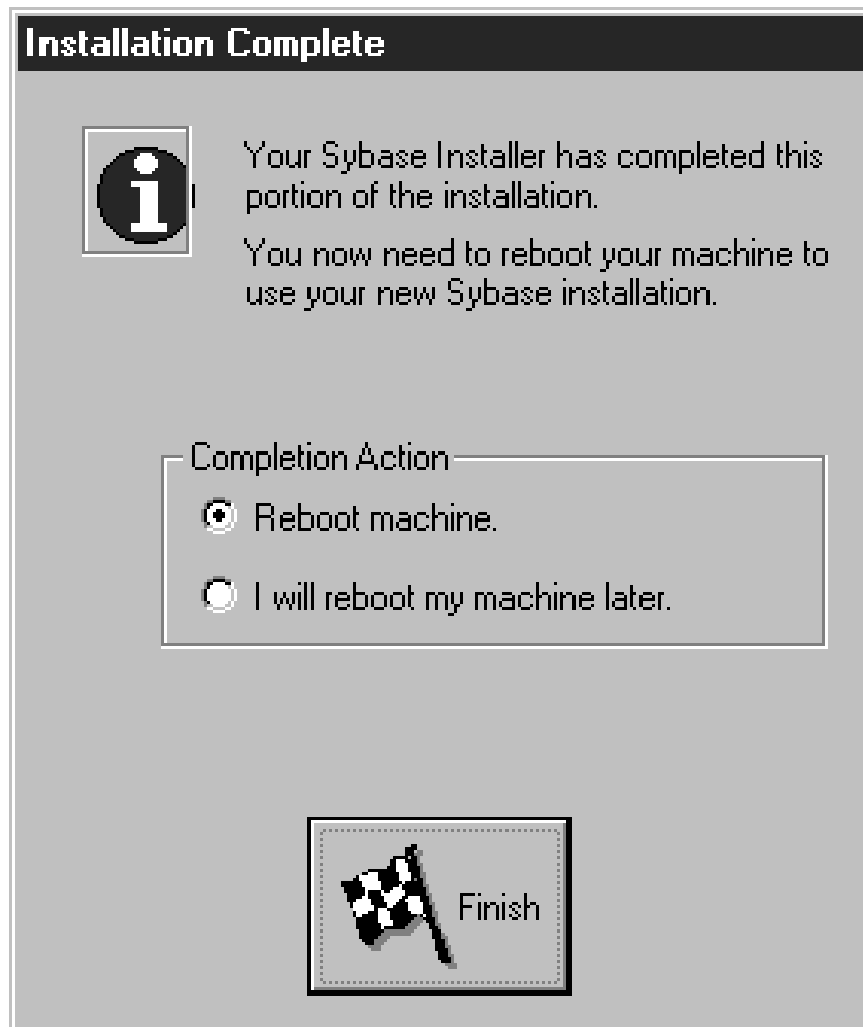 Installation Complete
Your Sybase Installer has completed this
portion of the installation.
You now need to reboot your machine to
use your new Sybase installation.
Completion Action
Reboot machine.
I will reboot my machine later.
Finish